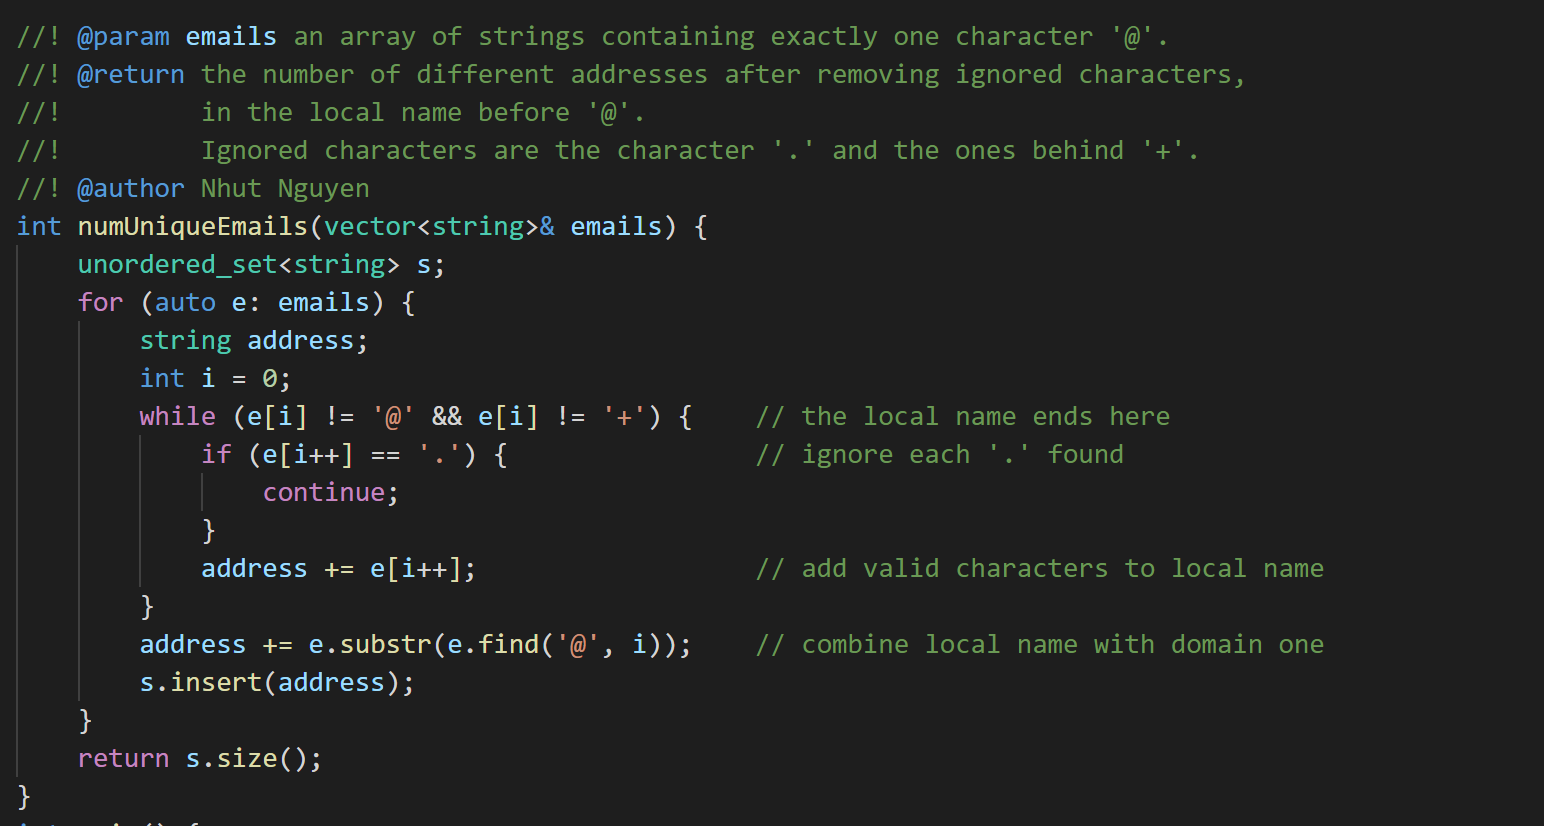 //! @param emails an array of strings containing exactly one character '@'.
//! @return the number of different addresses after removing ignored characters,
//!         in the local name before '@'.
//!         Ignored characters are the character '.' and the ones behind '+'.
//! @author Nhut Nguyen
int numUniqueEmails(vector<string>& emails) {
    unordered_set<string> s;
    for (auto e: emails) {
        string address;
        int i = 0;
        while (e[i] != '@' && e[i] != '+') {    // the local name ends here
            if (e[i++] == '.') {                // ignore each '.' found
                continue;
            }
            address += e[i++];                  // add valid characters to local name
        }
        address += e.substr(e.find('@', i));    // combine local name with domain one
        s.insert(address);
    }
    return s.size();
}